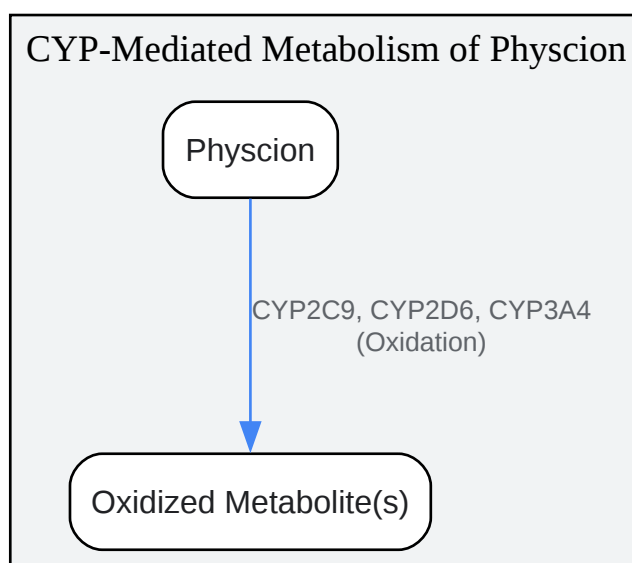 CYP-Mediated Metabolism of Physcion
Physcion
CYP2C9, CYP2D6, CYP3A4
(Oxidation)
Oxidized Metabolite(s)